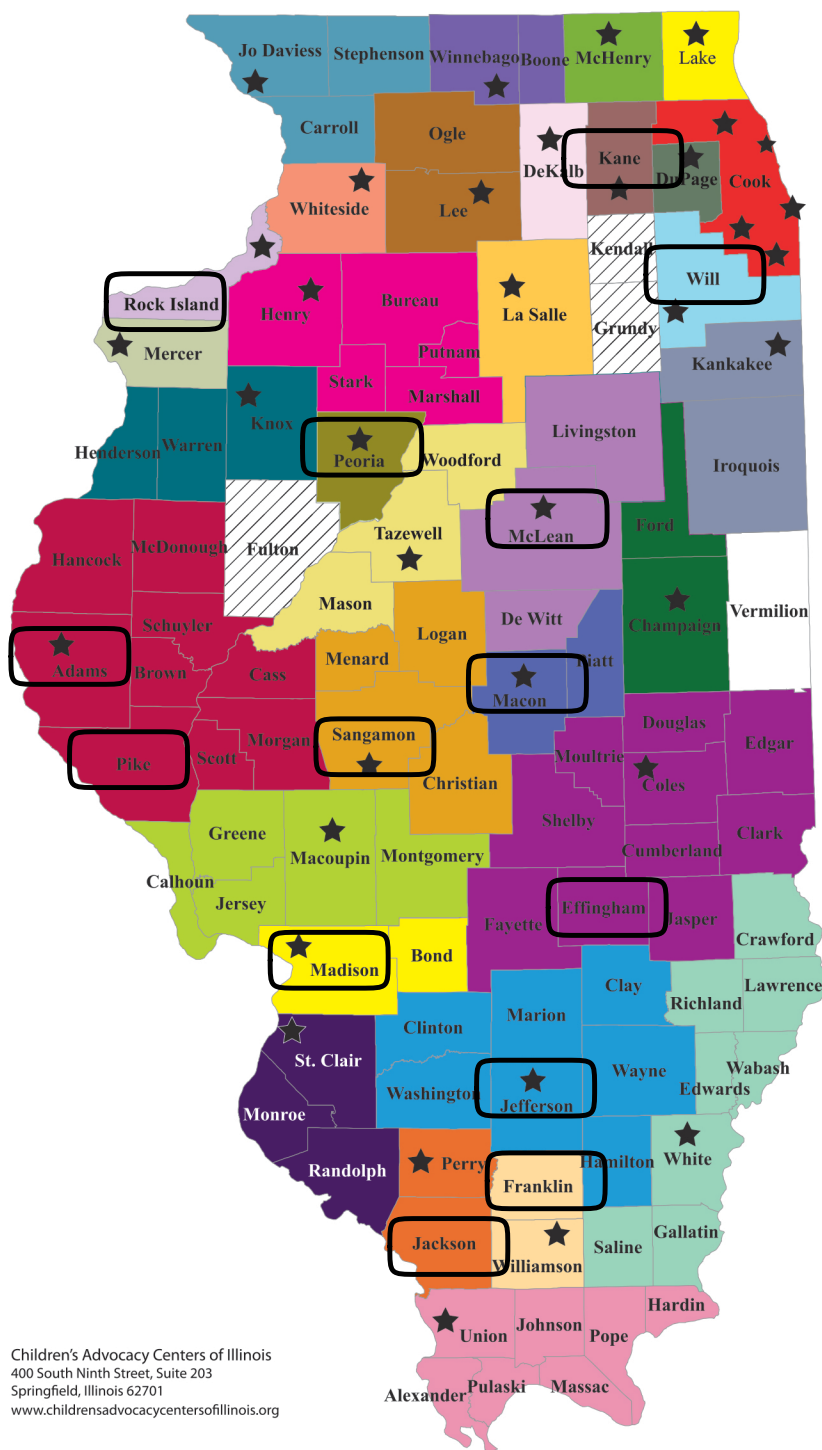 Jo Daviess
Stephenson
Winnebago
Boone
McHenry
Lake
Carroll
Ogle
DeKalb
Kane
DuPage
Cook
Whiteside
Lee
Kendall
Will
Rock Island
Henry
Bureau
La Salle
Grundy
Mercer
Putnam
Kankakee
Stark
Marshall
Knox
Henderson
Warren
Peoria
Woodford
Livingston
Iroquois
Fulton
Tazewell
McLean
Ford
Hancock
McDonough
Mason
De Witt
Champaign
Vermilion
Schuyler
Logan
Adams
Brown
Cass
Menard
Macon
Piatt
Pike
Scott
Morgan
Sangamon
Christian
Moultrie
Douglas
Edgar
Coles
Shelby
Greene
Macoupin
Montgomery
Cumberland
Clark
Calhoun
Jersey
Fayette
Effingham
Jasper
Crawford
Madison
Bond
Clay
Richland
Lawrence
Marion
Clinton
St. Clair
Washington
Jefferson
Wayne
Edwards
Wabash
Monroe
Randolph
Perry
Franklin
Hamilton
White
Jackson
Williamson
Saline
Gallatin
Union
Johnson
Pope
Hardin
Alexander
Pulaski
Massac
Children's Advocacy Centers of Illinois
400 South Ninth Street, Suite 203
Springfield, Illinois 62701
www.childrensadvocacycentersofillinois.org